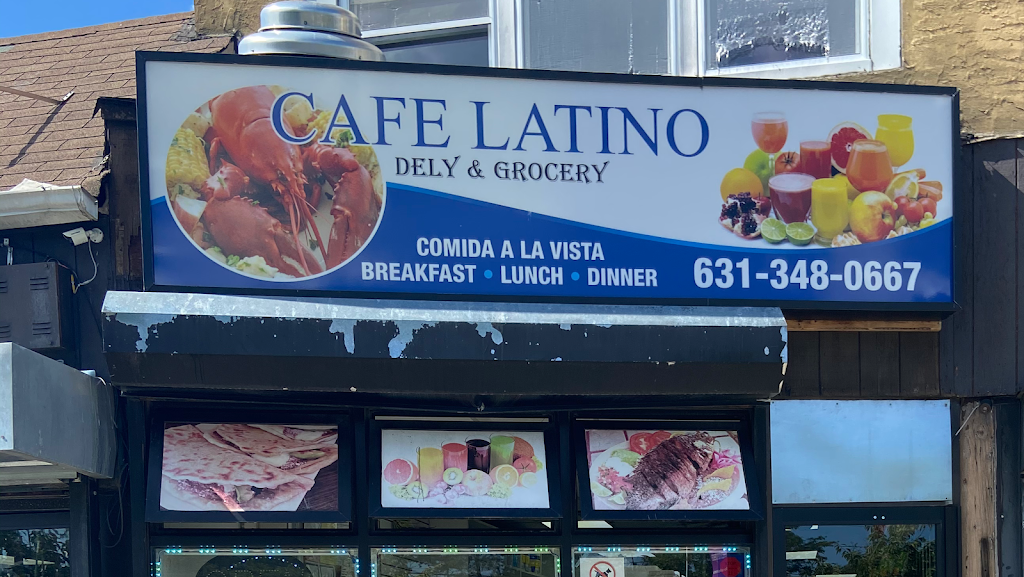 CAFE LATINO
DELY & GROCERY
COMIDA A LA VISTA
BREAKFAST • LUNCH • DINNER
631-348-0667